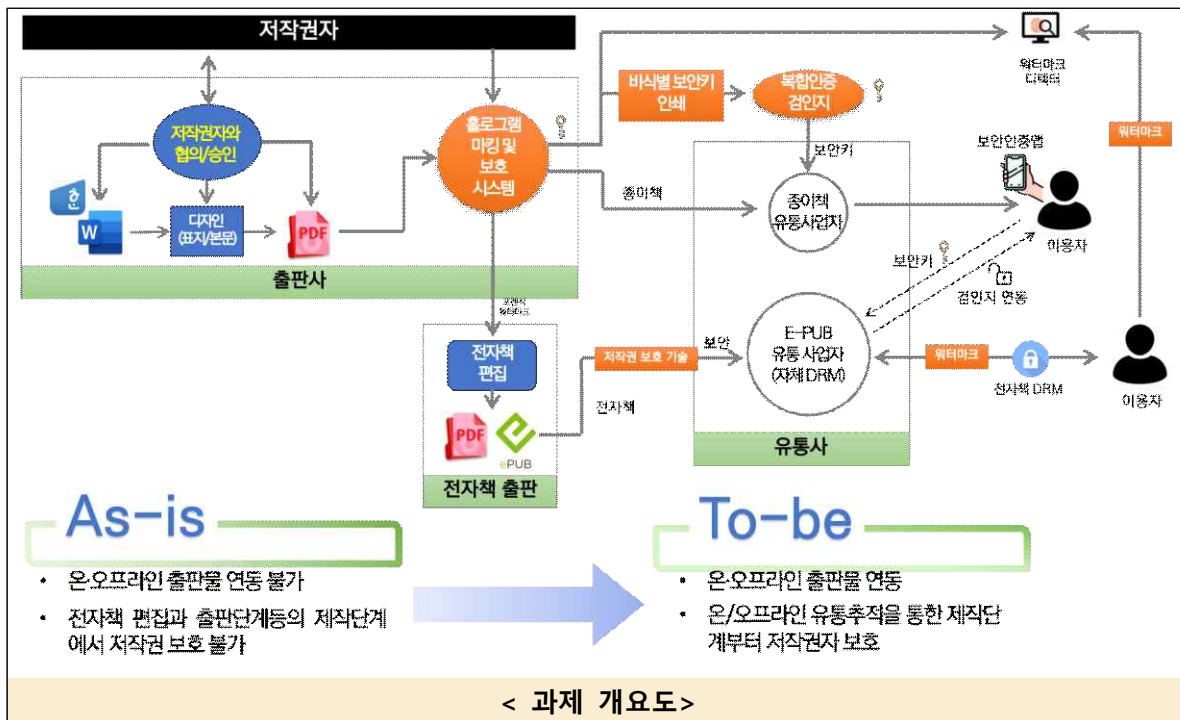 저작권자
워터마크
디텍터
비식별 보안키
인쇄
복합인증
검인지
저작권자와
협의/승인
홀로그램
마킹 및
보호
시스템
워터마크
보안키
보안인증앱
한
W
디자인
(표지/본문)
PDF
종이책
종이책
유통사업자
이용자
출판사
보안키
검인지 연동
포렌식
워터마크
전자책
편집
저작권 보호 기술
보안
E-PUB
유통 사업자
(자체 DRM)
워터마크
전자책 DRM
이용자
전자책
PDF
ePUB
유통사
전자책 출판
As-is
To-be
• 온·오프라인 출판물 연동 불가
• 전자책 편집과 출판단계등의 제작단계
에서 저작권 보호 불가
• 온·오프라인 출판물 연동
• 온/오프라인 유통추적을 통한 제작단
계부터 저작권자 보호
< 과제 개요도>